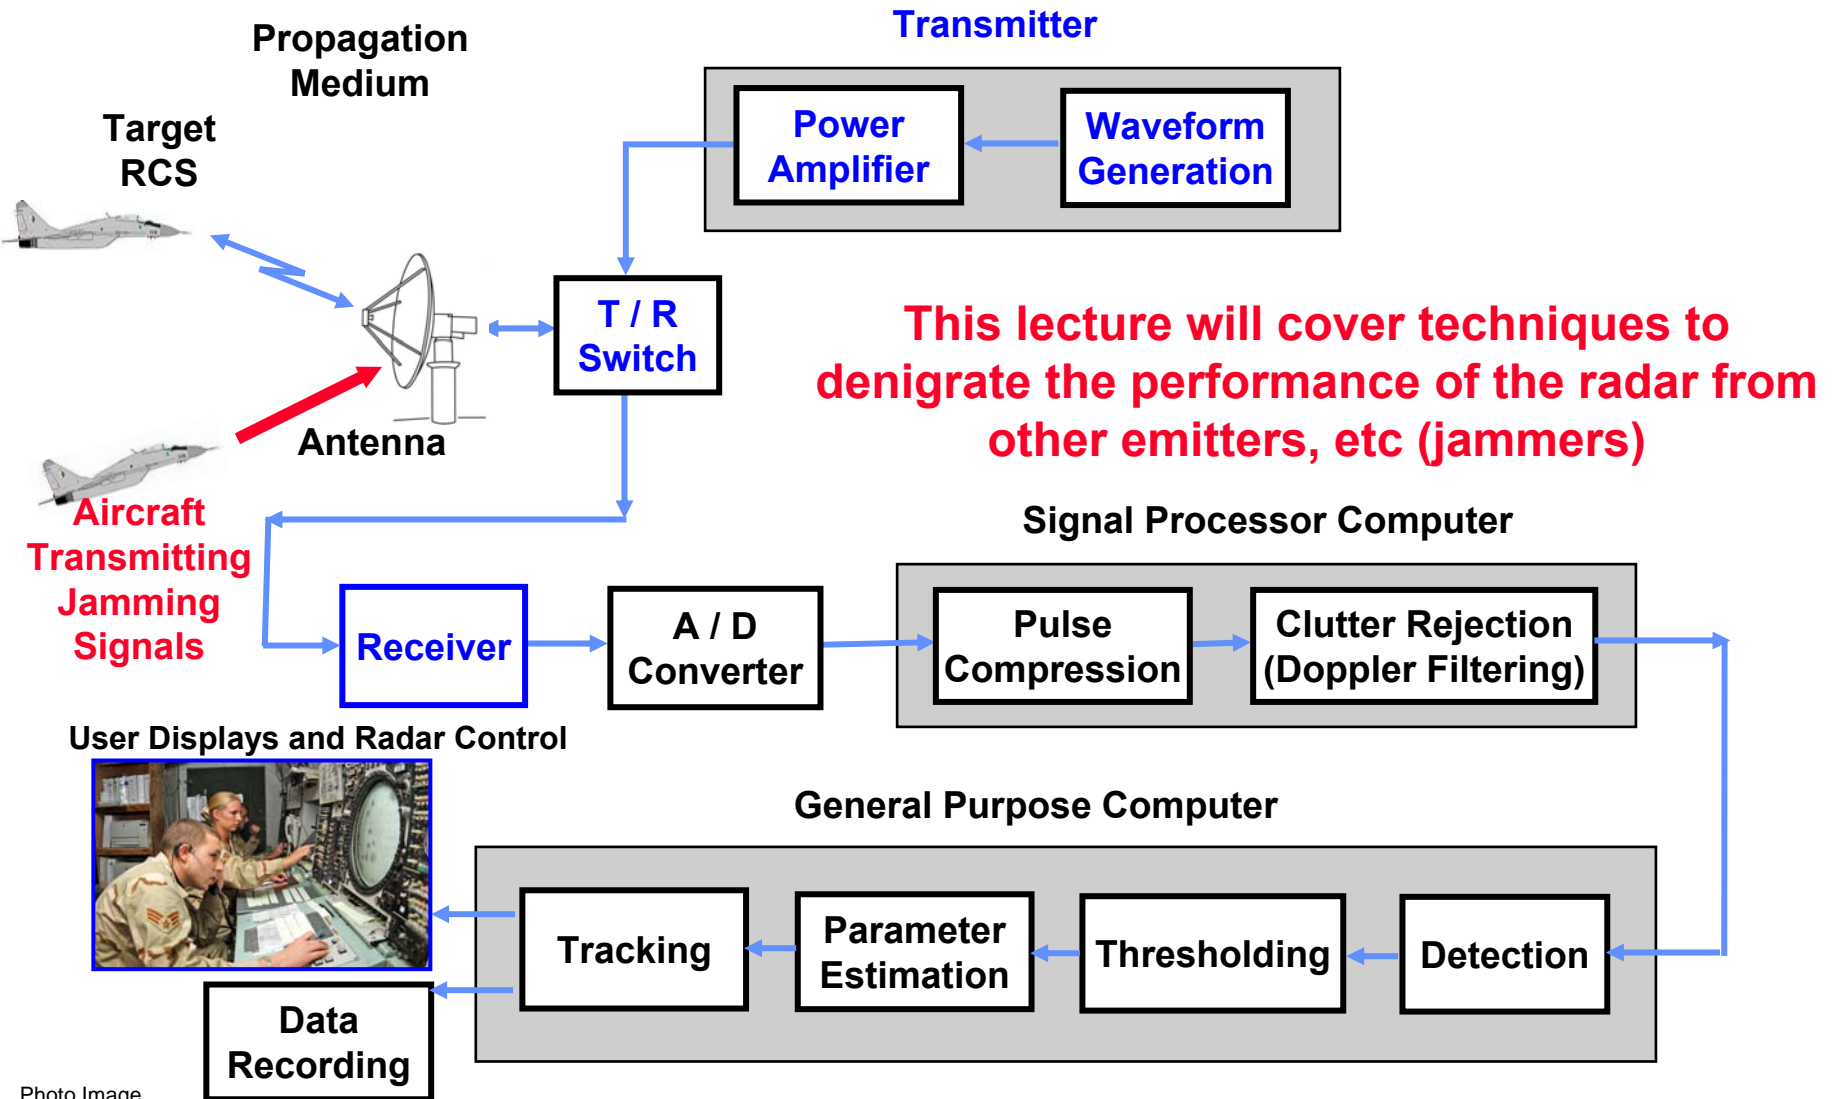 Transmitter
Propagation
Medium
Power
Amplifier
Waveform
Generation
Target
RCS
T / R
Switch
This lecture will cover techniques to
denigrate the performance of the radar from
other emitters, etc (jammers)
Antenna
Aircraft
Transmitting
Jamming
Signals
Signal Processor Computer
Receiver
A / D
Converter
Pulse
Compression
Clutter Rejection
(Doppler Filtering)
User Displays and Radar Control
General Purpose Computer
Tracking
Parameter
Estimation
Thresholding
Detection
Data
Recording
Photo Image